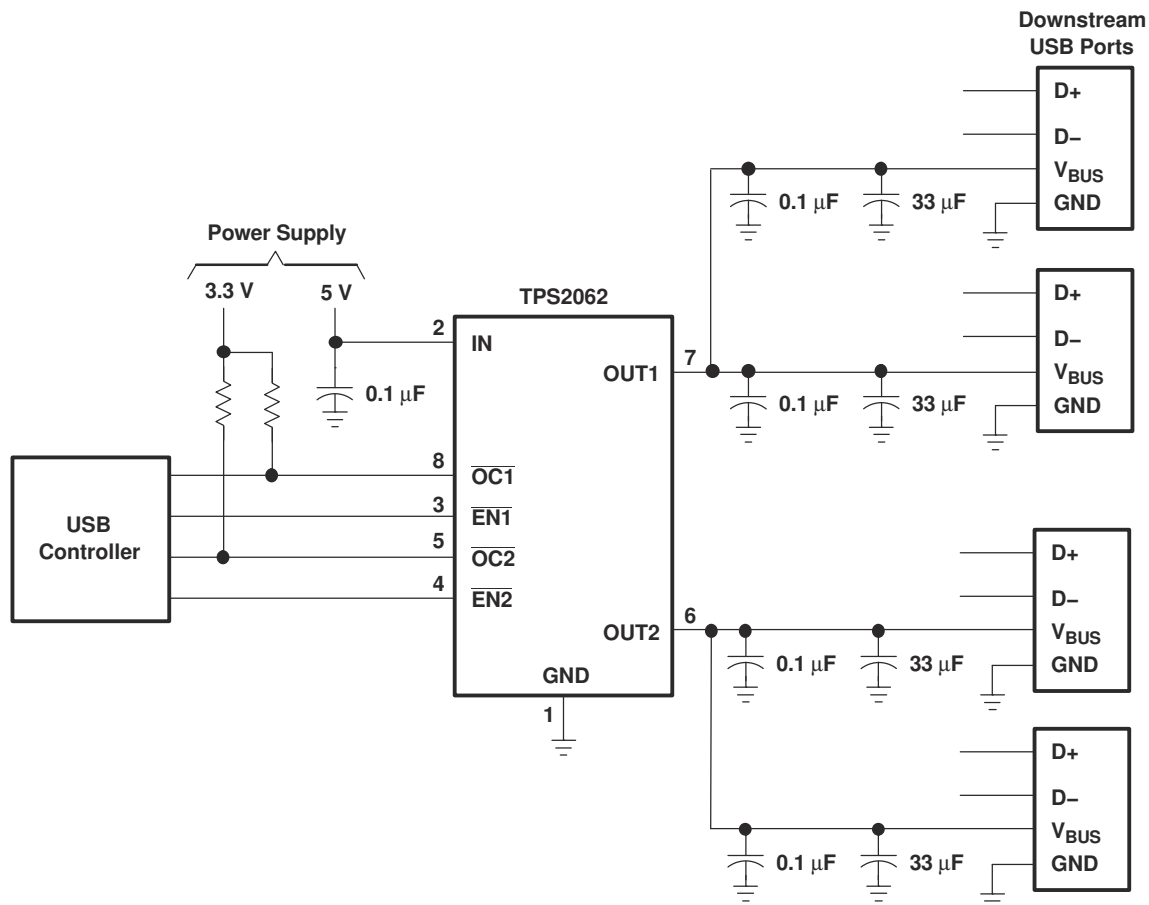 Downstream
USB Ports
D+
D−
VBUS
0.1 μF
33 μF
GND
Power Supply
3.3 V
5 V
TPS2062
2
IN
0.1 μF
7
OUT1
D+
D−
VBUS
0.1 μF
33 μF
GND
USB
Controller
8
OC1
3
EN1
5
OC2
4
EN2
6
OUT2
GND
1
D+
D−
VBUS
0.1 μF
33 μF
GND
D+
D−
VBUS
0.1 μF
33 μF
GND